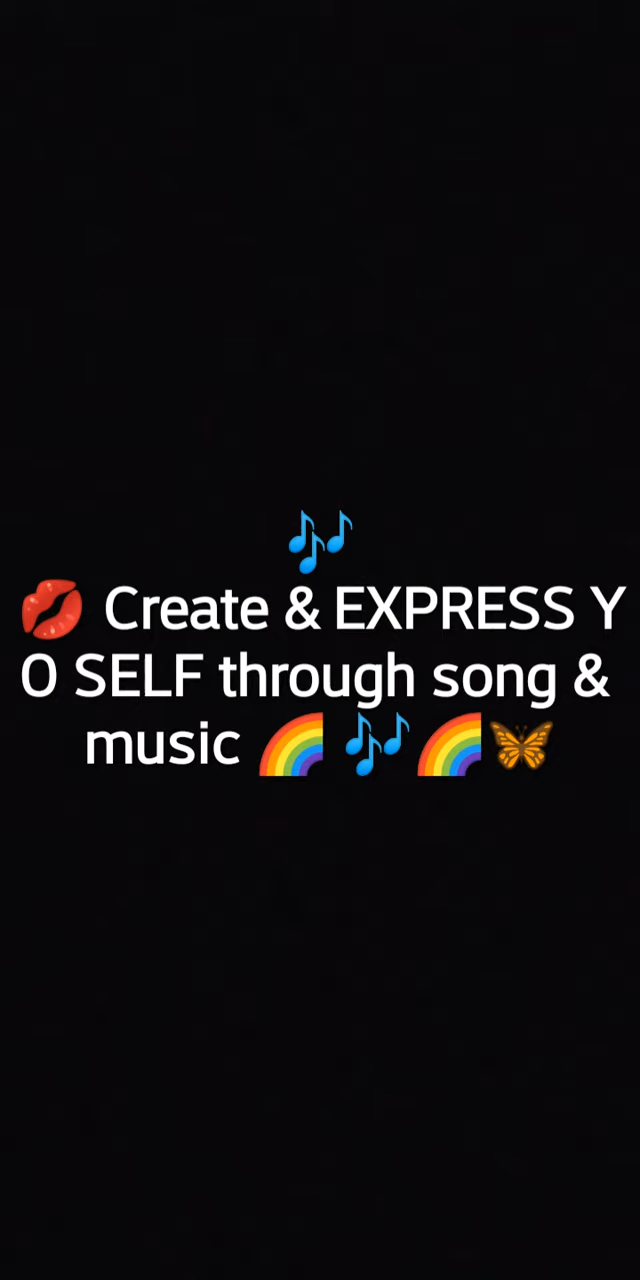 🎶
💋 Create & EXPRESS Y
O SELF through song &
music 🌈 🎶🌈🦋